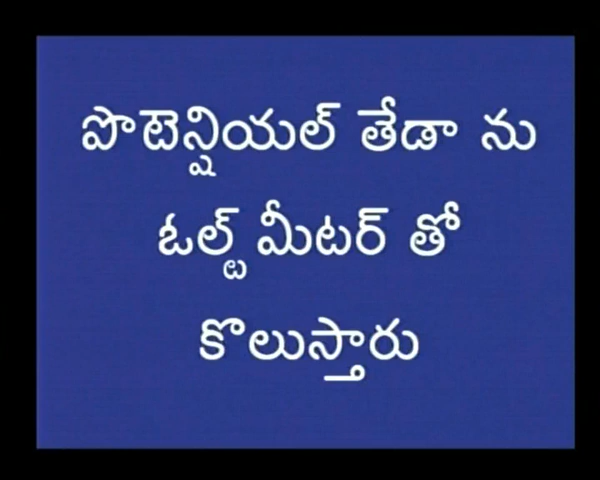 పొటెన్షియల్ తేడా ను
ఓల్ట్ మీటర్ తో
కొలుస్తారు